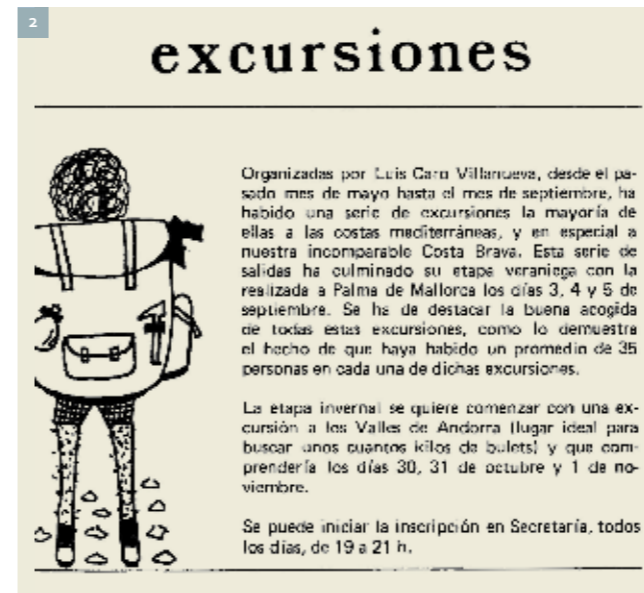 2
excursiones
Organizadas por Luis Caro Villanueva, desde el pa-
sado mes de mayo hasta el mes de septiembre, ha
habido una serie de excursiones la mayoría de
ellas a las costas mediterráneas, y en especial a
nuestra incomparable Costa Brava. Esta serie de
salidas ha culminado su etapa veraniega con la
realizada a Palma de Mallorca los días 3, 4 y 5 de
septiembre. Se ha de destacar la buena acogida
de todas estas excursiones, como lo demuestra
el hecho de que haya habido un promedio de 35
personas en cada una de dichas excursiones.
La etapa invernal se quiere comenzar con una ex-
cursión a los Valles de Andorra (lugar ideal para
buscar unos cuantos kilos de bulets) y que com-
prendería los días 30, 31 de octubre y 1 de no-
viembre.
Se puede iniciar la inscripción en Secretaría, todos
los días, de 19 a 21 h.